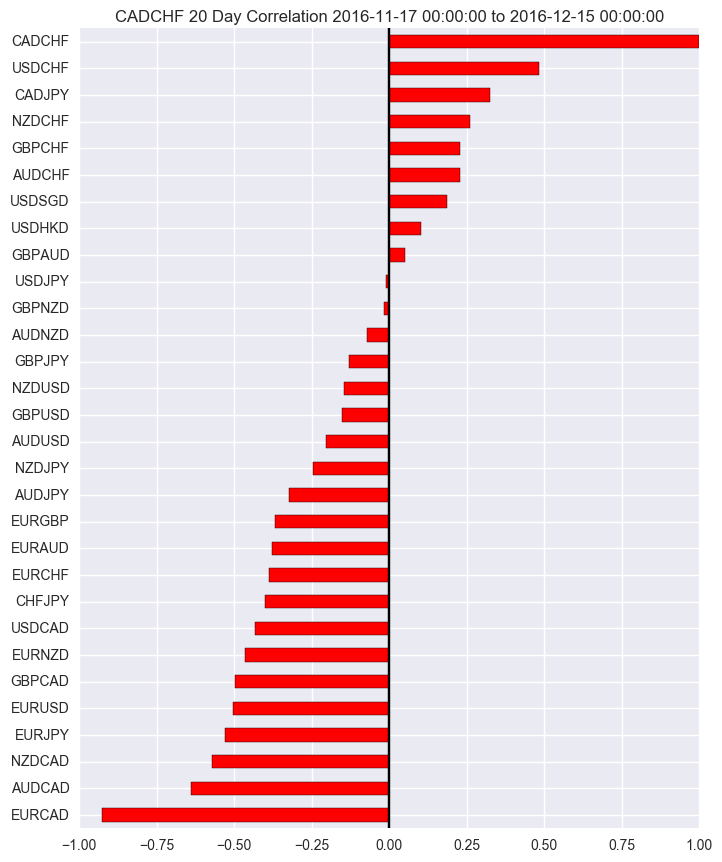 CADCHF 20 Day Correlation 2016-11-17 00:00:00 to 2016-12-15 00:00:00
CADCHF
USDCHF
CADJPY
NZDCHF
GBPCHF
AUDCHF
USDSGD
USDHKD
GBPAUD
USDJPY
GBPNZD
AUDNZD
GBPJPY
NZDUSD
GBPUSD
AUDUSD
NZDJPY
AUDJPY
EURGBP
EURAUD
EURCHF
CHFJPY
USDCAD
EURNZD
GBPCAD
EURUSD
EURJPY
NZDCAD
AUDCAD
EURCAD
−1.00 −0.75 −0.50 −0.25 0.00 0.25 0.50 0.75 1.00